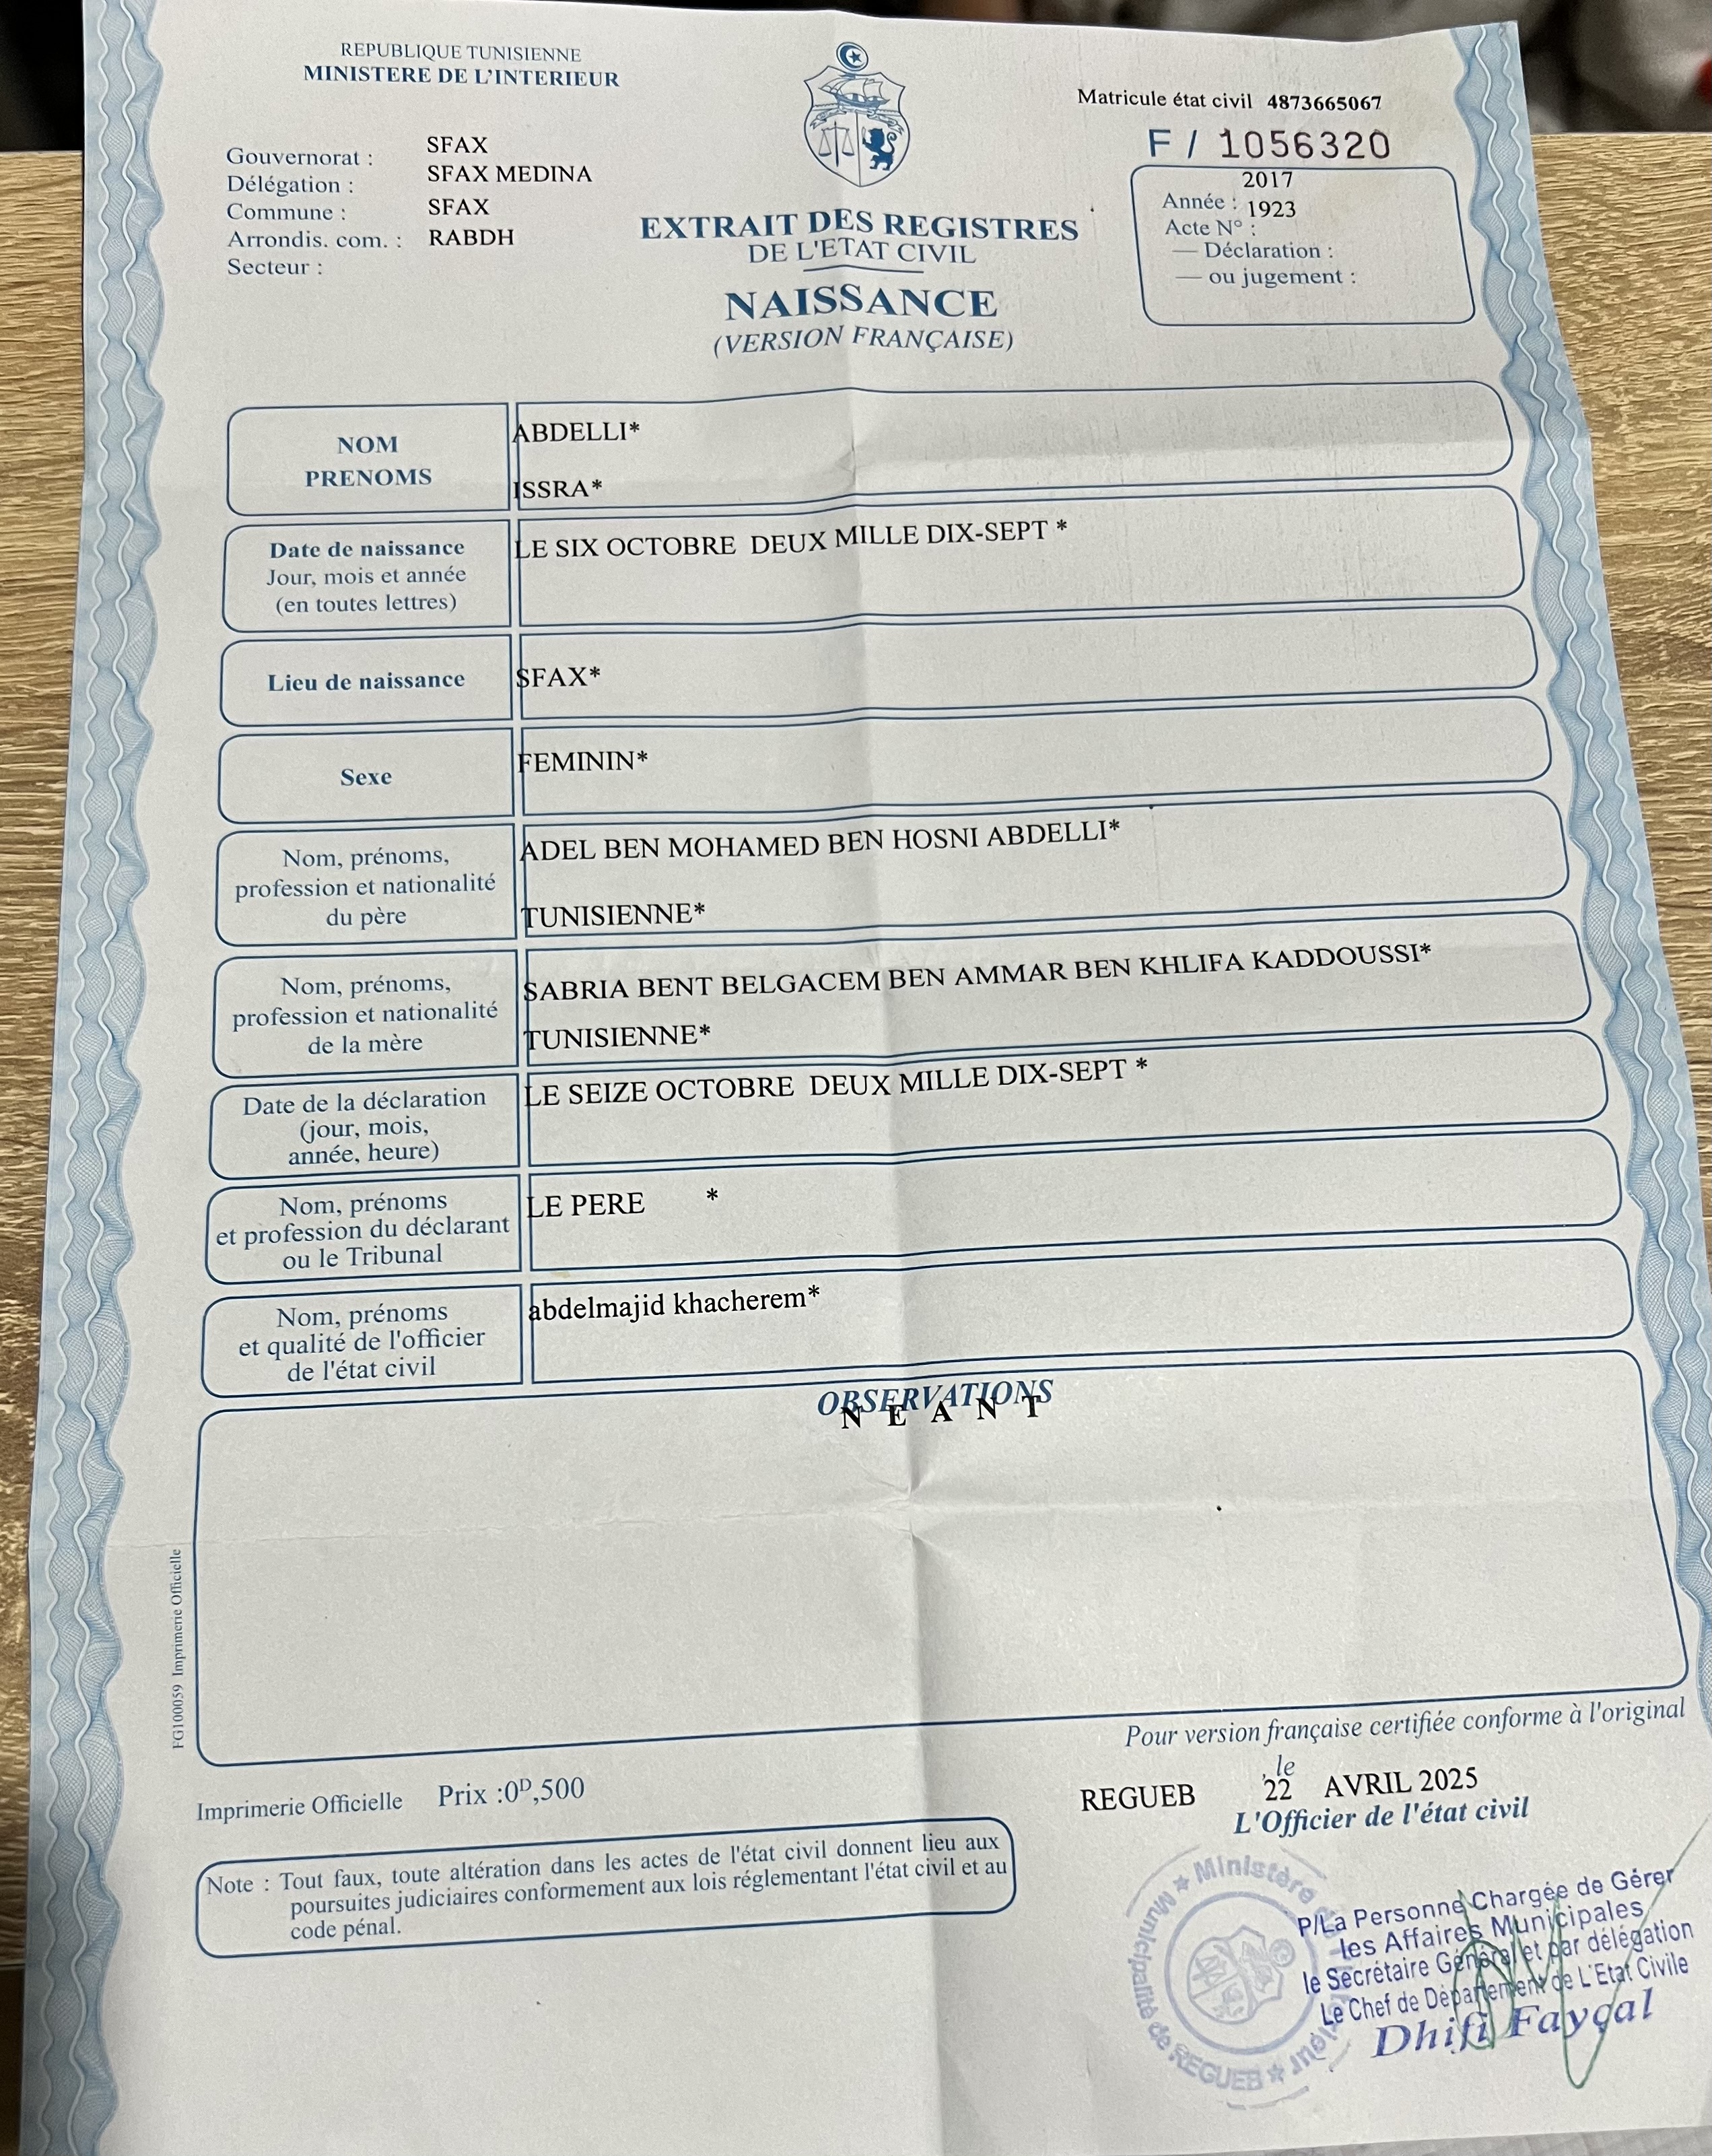 REPUBLIQUE TUNISIENNE
MINISTERE DE L'INTERIEUR
Matricule état civil 4873665067
F / 1056320
Gouvernorat : SFAX
Délégation : SFAX MEDINA
Commune : SFAX
Arrondis. com. : RABDH
Secteur :
2017
Année : 1923
Acte N° :
— Déclaration :
— ou jugement :
EXTRAIT DES REGISTRES
DE L'ETAT CIVIL
NAISSANCE
(VERSION FRANÇAISE)
NOM
PRENOMS
ABDELLI*
ISSRA*
Date de naissance
Jour, mois et année
(en toutes lettres)
LE SIX OCTOBRE DEUX MILLE DIX-SEPT *
Lieu de naissance
SFAX*
Sexe
FEMININ*
Nom, prénoms,
profession et nationalité
du père
ADEL BEN MOHAMED BEN HOSNI ABDELLI*
TUNISIENNE*
Nom, prénoms,
profession et nationalité
de la mère
SABRIA BENT BELGACEM BEN AMMAR BEN KHLIFA KADDOUSSI*
TUNISIENNE*
Date de la déclaration
(jour, mois,
année, heure)
LE SEIZE OCTOBRE DEUX MILLE DIX-SEPT *
Nom, prénoms
et profession du déclarant
ou le Tribunal
LE PERE *
Nom, prénoms
et qualité de l'officier
de l'état civil
abdelmajid khacherem*
OBSERVATIONS
N E A N T
FG100059 Imprimerie Officielle
Pour version française certifiée conforme à l'original
, le
REGUEB 22 AVRIL 2025
L'Officier de l'état civil
Imprimerie Officielle Prix :0ᴰ,500
Note : Tout faux, toute altération dans les actes de l'état civil donnent lieu aux
poursuites judiciaires conformement aux lois réglementant l'état civil et au
code pénal.
Ministère de l'Intérieur
Municipalité de REGUEB
P/La Personne Chargée de Gérer
les Affaires Municipales
le Secrétaire Général et par délégation
Le Chef de Département de L'Etat Civile
Dhifi Fayçal